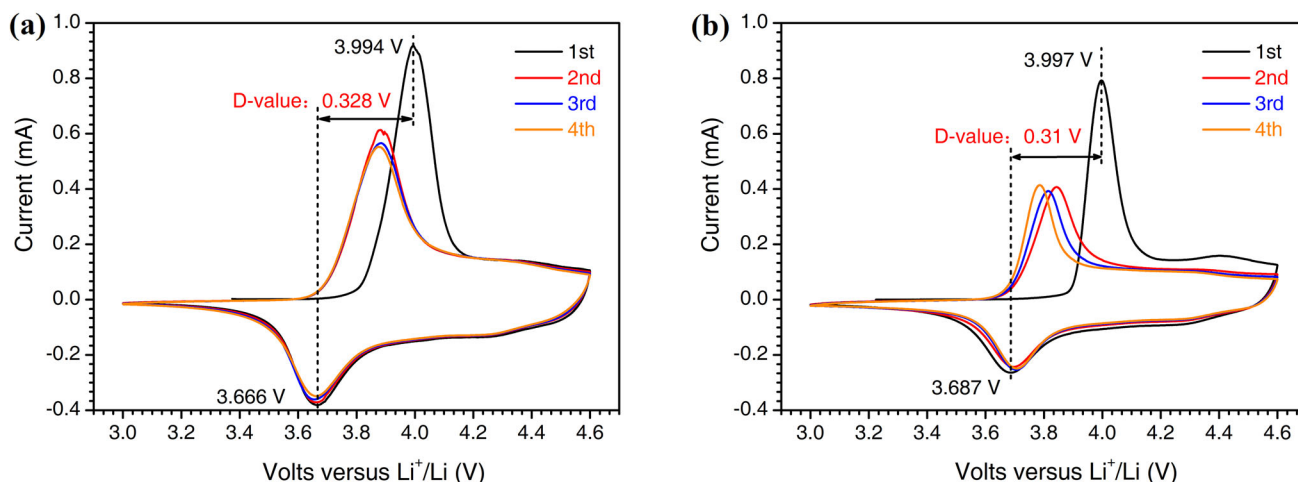 (a)
1.0
0.8
0.6
0.4
0.2
0.0
-0.2
-0.4
Current (mA)
3.994 V
D-value：0.328 V
3.666 V
1st
2nd
3rd
4th
3.0 3.2 3.4 3.6 3.8 4.0 4.2 4.4 4.6
Volts versus Li⁺/Li (V)
(b)
1.0
0.8
0.6
0.4
0.2
0.0
-0.2
-0.4
Current (mA)
3.997 V
D-value：0.31 V
3.687 V
1st
2nd
3rd
4th
3.0 3.2 3.4 3.6 3.8 4.0 4.2 4.4 4.6
Volts versus Li⁺/Li (V)